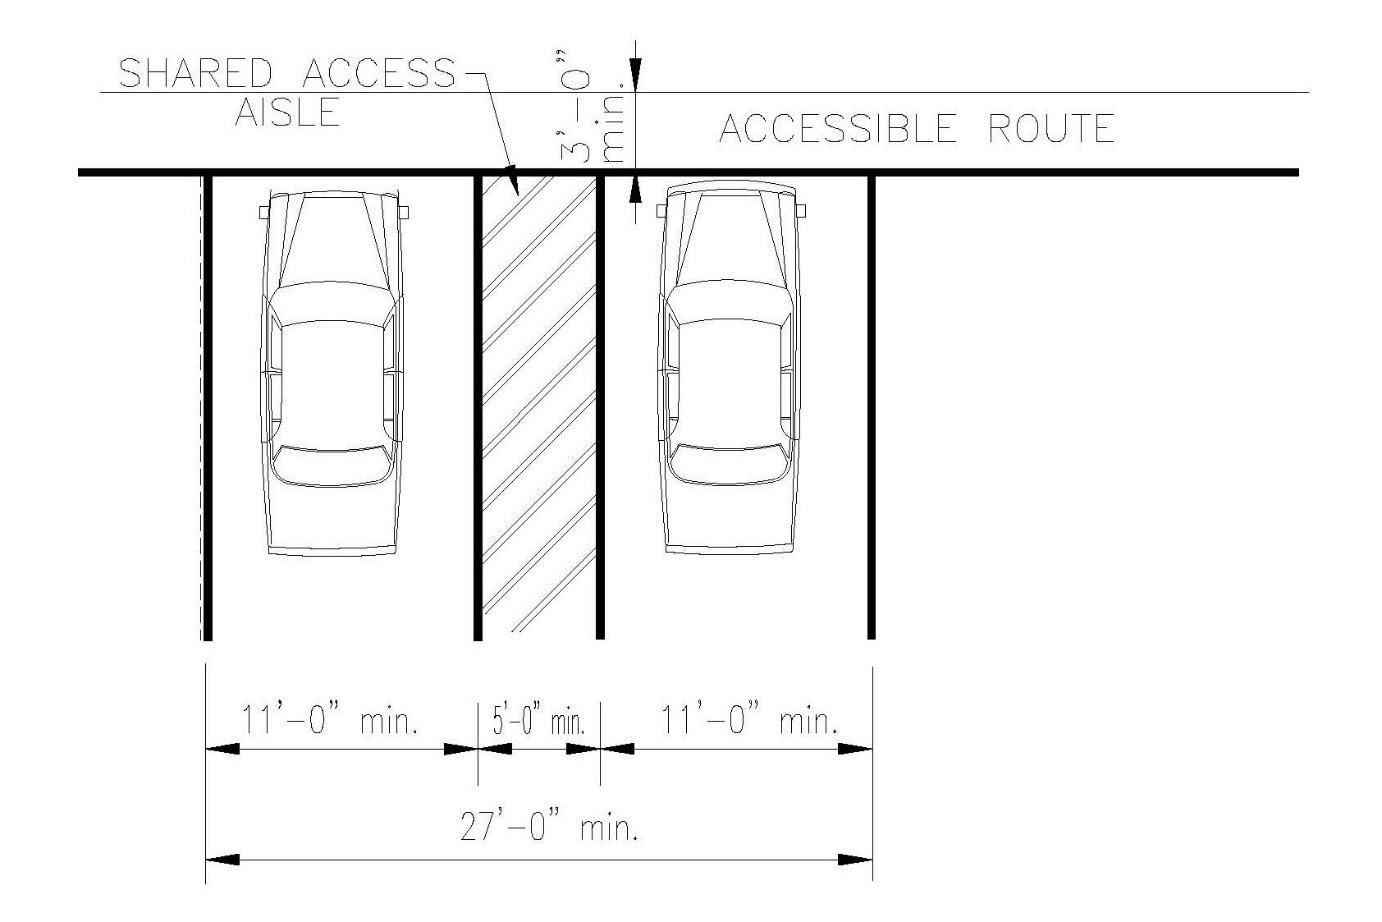 SHARED ACCESS
AISLE
3'-0"
min.
ACCESSIBLE ROUTE
11'-0" min.
5'-0" min.
11'-0" min.
27'-0" min.